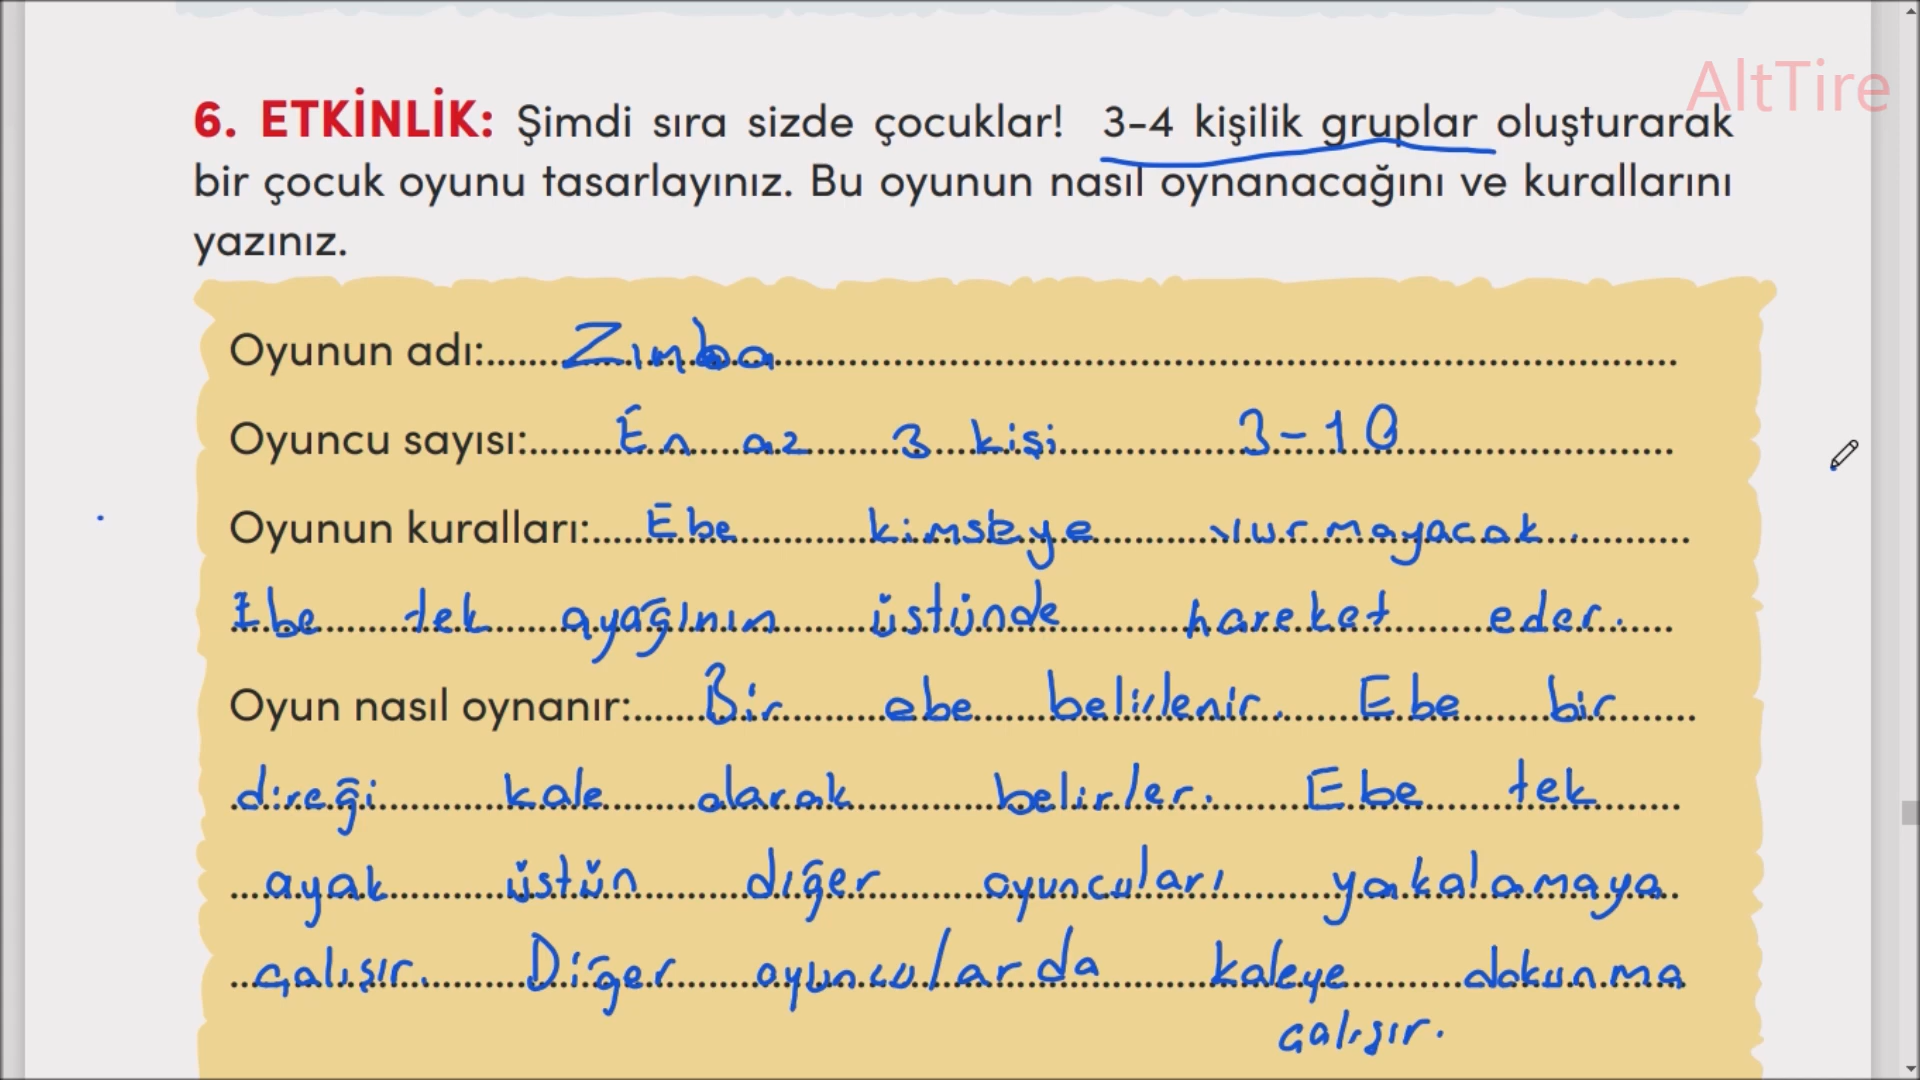 AltTire
6. ETKİNLİK: Şimdi sıra sizde çocuklar! 3-4 kişilik gruplar oluşturarak
bir çocuk oyunu tasarlayınız. Bu oyunun nasıl oynanacağını ve kurallarını
yazınız.
Oyunun adı:......Zımba......
Oyuncu sayısı:......En az 3 kişi 3-10......
Oyunun kuralları:......Ebe kimseye vurmayacak.
Ebe tek ayağının üstünde hareket eder.
Oyun nasıl oynanır:......Bir ebe belirlenir. Ebe bir
direği kale olarak belirler. Ebe tek
ayak üstün diğer oyuncuları yakalamaya
çalışır. Diğer oyuncularda kaleye dokunma
çalışır.